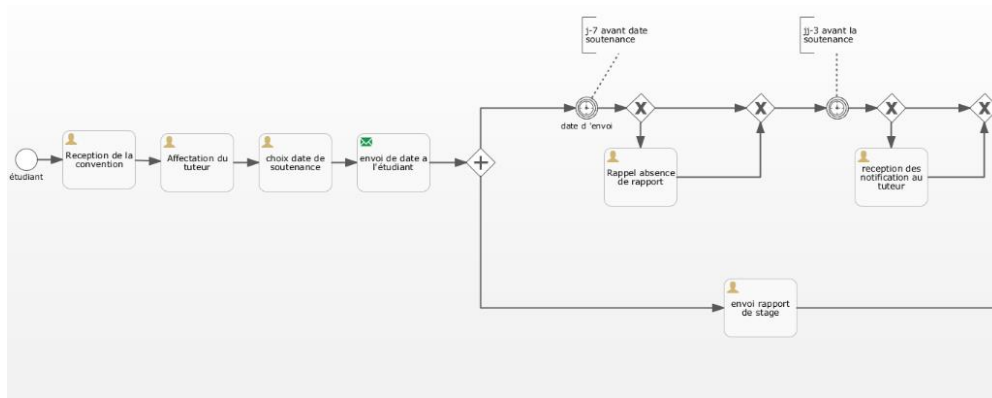 j-7 avant date
soutenance
jj-3 avant la
soutenance
date d 'envoi
étudiant
Reception de la
convention
Affectation du
tuteur
choix date de
soutenance
envoi de date a
l'étudiant
Rappel absence
de rapport
reception des
notification au
tuteur
envoi rapport
de stage